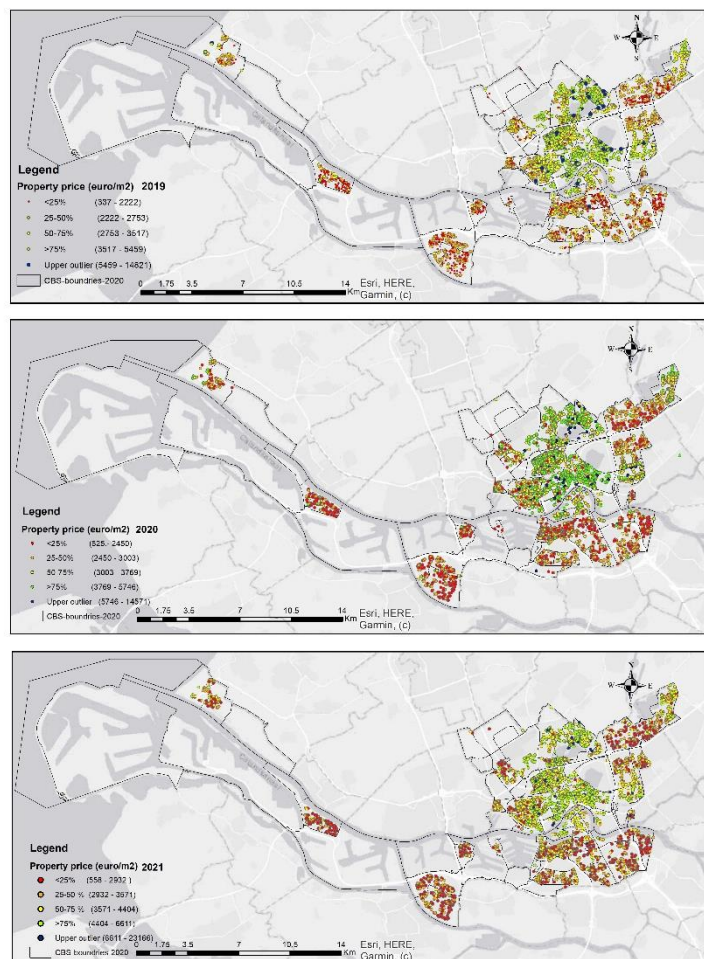 N
W E
N
Legend
Property price (euro/m2) 2019
<25% (337 - 2222)
25-50% (2222 - 2753)
50-75% (2753 - 3517)
>75% (3517 - 5459)
Upper outlier (5459 - 14821)
CBS-boundries-2020
0 1.75 3.5 7 10.5 14
Km
Esri, HERE,
Garmin, (c)
N
W E
S
Legend
Property price (euro/m2) 2020
<25% (525 - 2450)
25-50% (2450 - 3003)
50-75% (3003 - 3769)
>75% (3769 - 5746)
Upper outlier (5746 - 14571)
CBS-boundries-2020
0 1.75 3.5 7 10.5 14
Km
Esri, HERE,
Garmin, (c)
N
W E
S
Legend
Property price (euro/m2) 2021
<25% (558 - 2932 )
25-50 % (2932 - 3571)
50-75 % (3571 - 4404)
>75% (4404 - 6611)
Upper outlier (6611 - 23166)
CBS boundries 2020
0 1.75 3.5 7 10.5 14
Km
Esri, HERE,
Garmin, (c)